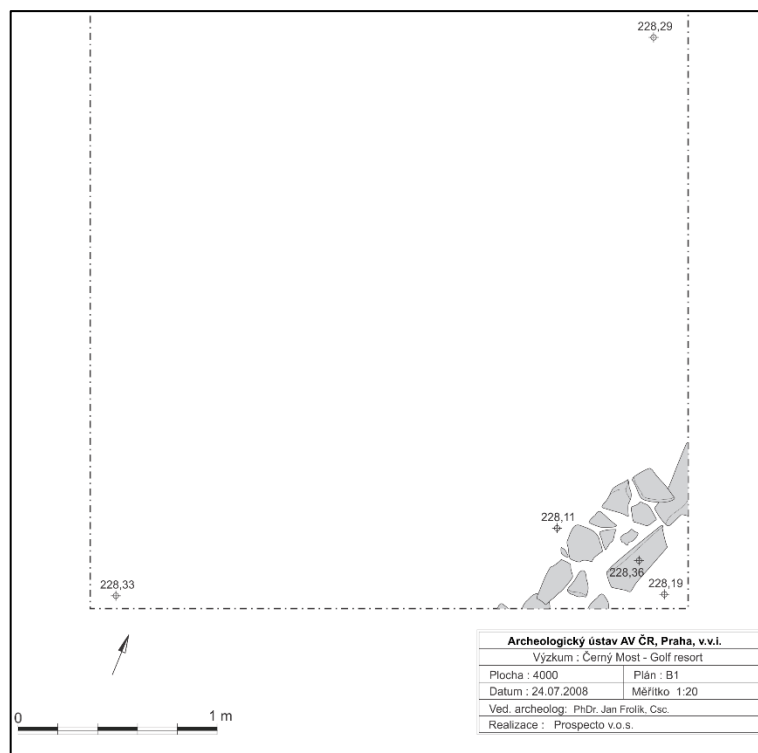 228,29
228,11
228,36
228,19
228,33
0 1 m
Archeologický ústav AV ČR, Praha, v.v.i.
Výzkum : Černý Most - Golf resort
Plocha : 4000 Plán : B1
Datum : 24.07.2008 Měřítko 1:20
Ved. archeolog: PhDr. Jan Frolík, Csc.
Realizace : Prospecto v.o.s.